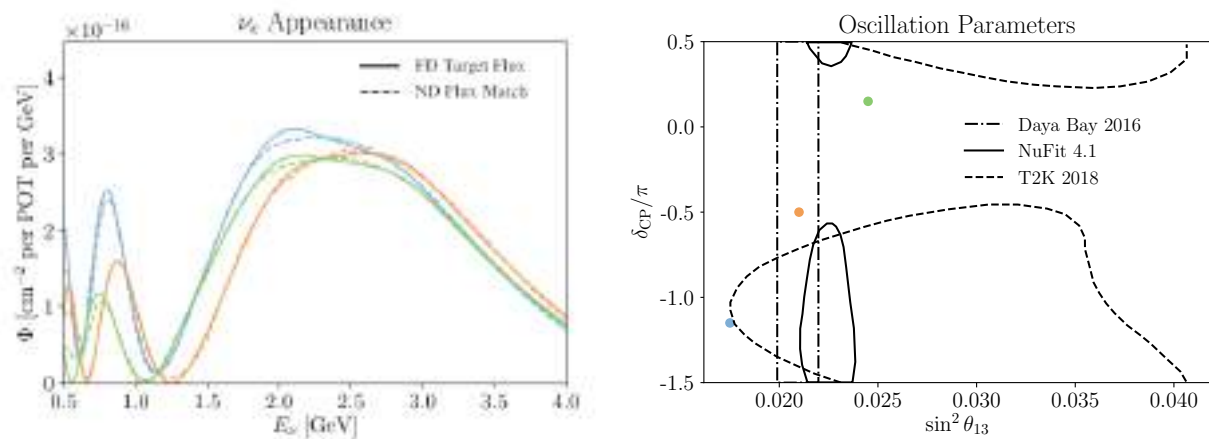 ×10⁻¹⁶
νₑ Appearance
FD Target Flux
ND Flux Match
Φ [cm⁻² per POT per GeV]
4
3
2
1
0
0.5 1.0 1.5 2.0 2.5 3.0 3.5 4.0
E_ν [GeV]
Oscillation Parameters
0.5
0.0
-0.5
-1.0
-1.5
δ_CP/π
Daya Bay 2016
NuFit 4.1
T2K 2018
0.020 0.025 0.030 0.035 0.040
sin² θ₁₃